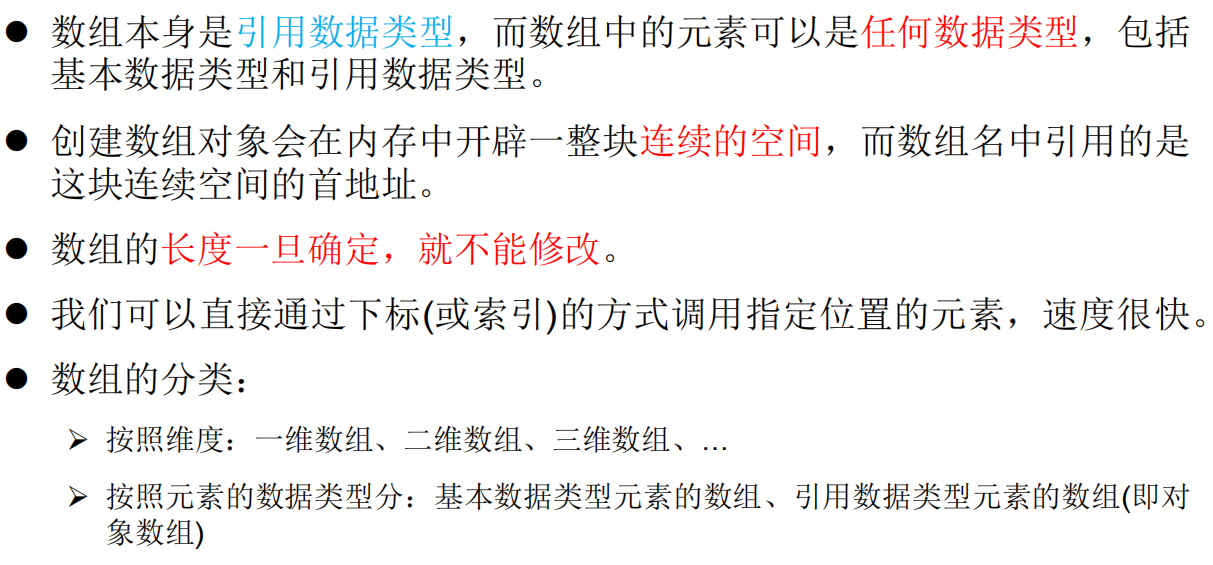 ● 数组本身是引用数据类型，而数组中的元素可以是任何数据类型，包括
基本数据类型和引用数据类型。
● 创建数组对象会在内存中开辟一整块连续的空间，而数组名中引用的是
这块连续空间的首地址。
● 数组的长度一旦确定，就不能修改。
● 我们可以直接通过下标(或索引)的方式调用指定位置的元素，速度很快。
● 数组的分类：
➢ 按照维度：一维数组、二维数组、三维数组、…
➢ 按照元素的数据类型分：基本数据类型元素的数组、引用数据类型元素的数组(即对
象数组)